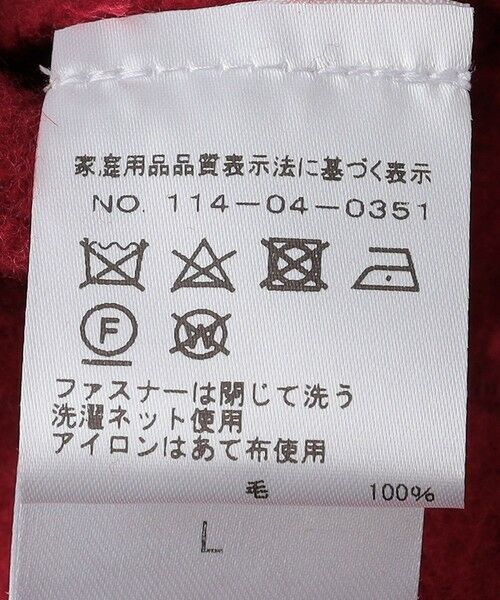 家庭用品品質表示法に基づく表示
NO. 114-04-0351
F W
ファスナーは閉じて洗う
洗濯ネット使用
アイロンはあて布使用
毛 100%
L